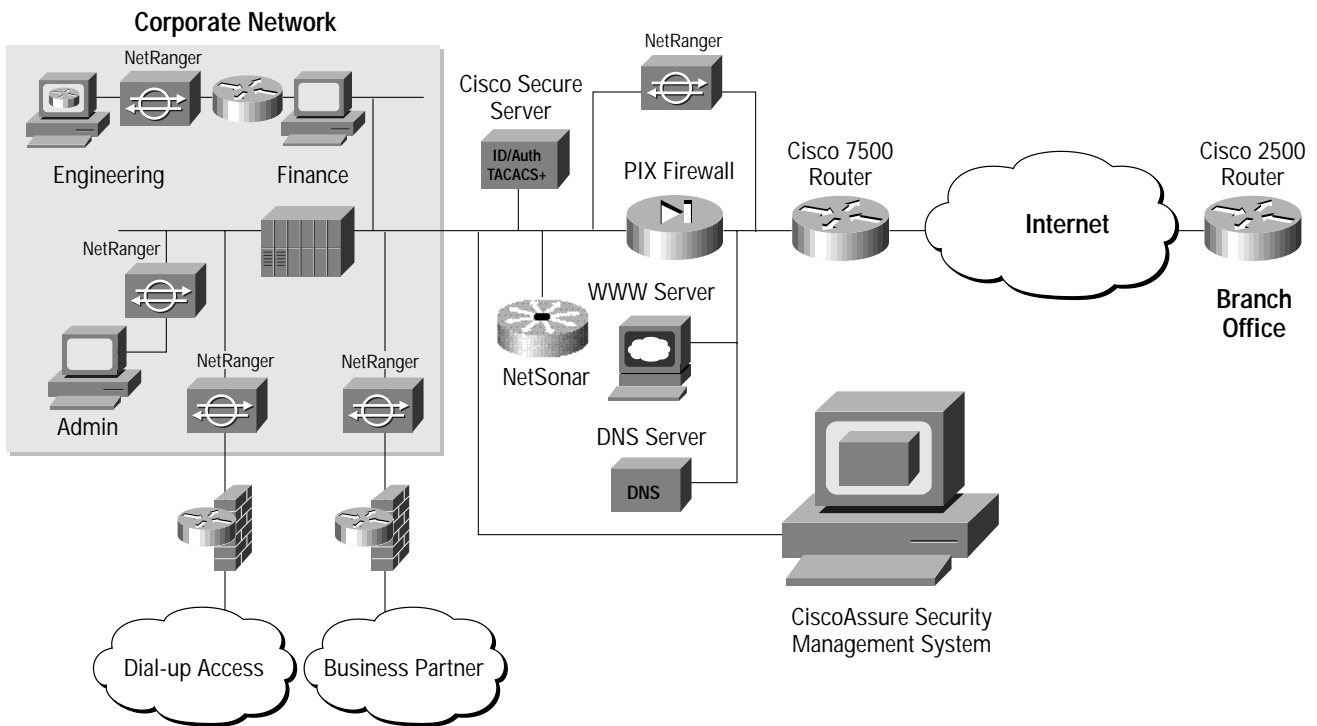 Corporate Network
NetRanger
Engineering
Finance
NetRanger
Admin
NetRanger
NetRanger
Dial-up Access
Business Partner
Cisco Secure
Server
ID/Auth
TACACS+
NetRanger
PIX Firewall
NetSonar
WWW Server
DNS Server
DNS
Cisco 7500
Router
Internet
Cisco 2500
Router
Branch
Office
CiscoAssure Security
Management System